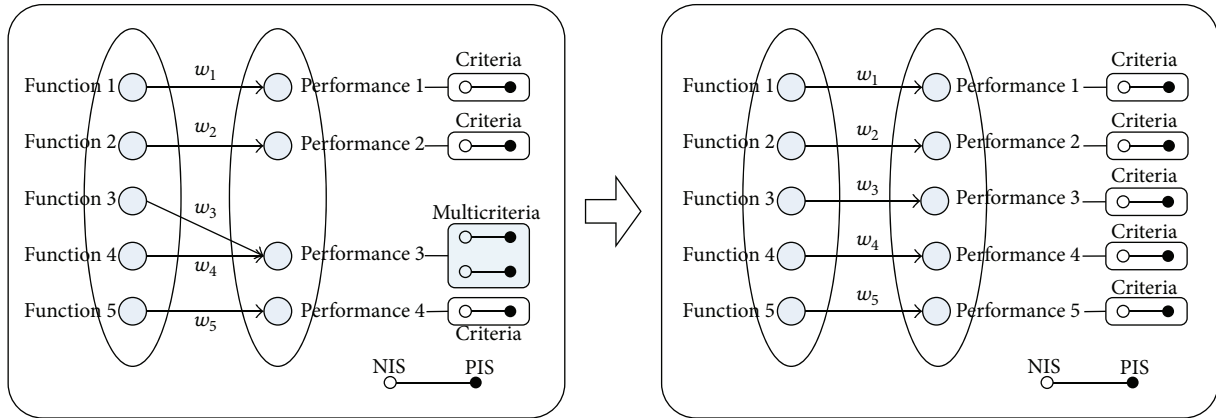 Criteria
Function 1 w1 Performance 1
Criteria
Function 2 w2 Performance 2
Function 3 w3
Multicriteria
Function 4 w4 Performance 3
Function 5 w5 Performance 4
Criteria
NIS PIS
Criteria
Function 1 w1 Performance 1
Criteria
Function 2 w2 Performance 2
Criteria
Function 3 w3 Performance 3
Criteria
Function 4 w4 Performance 4
Criteria
Function 5 w5 Performance 5
NIS PIS